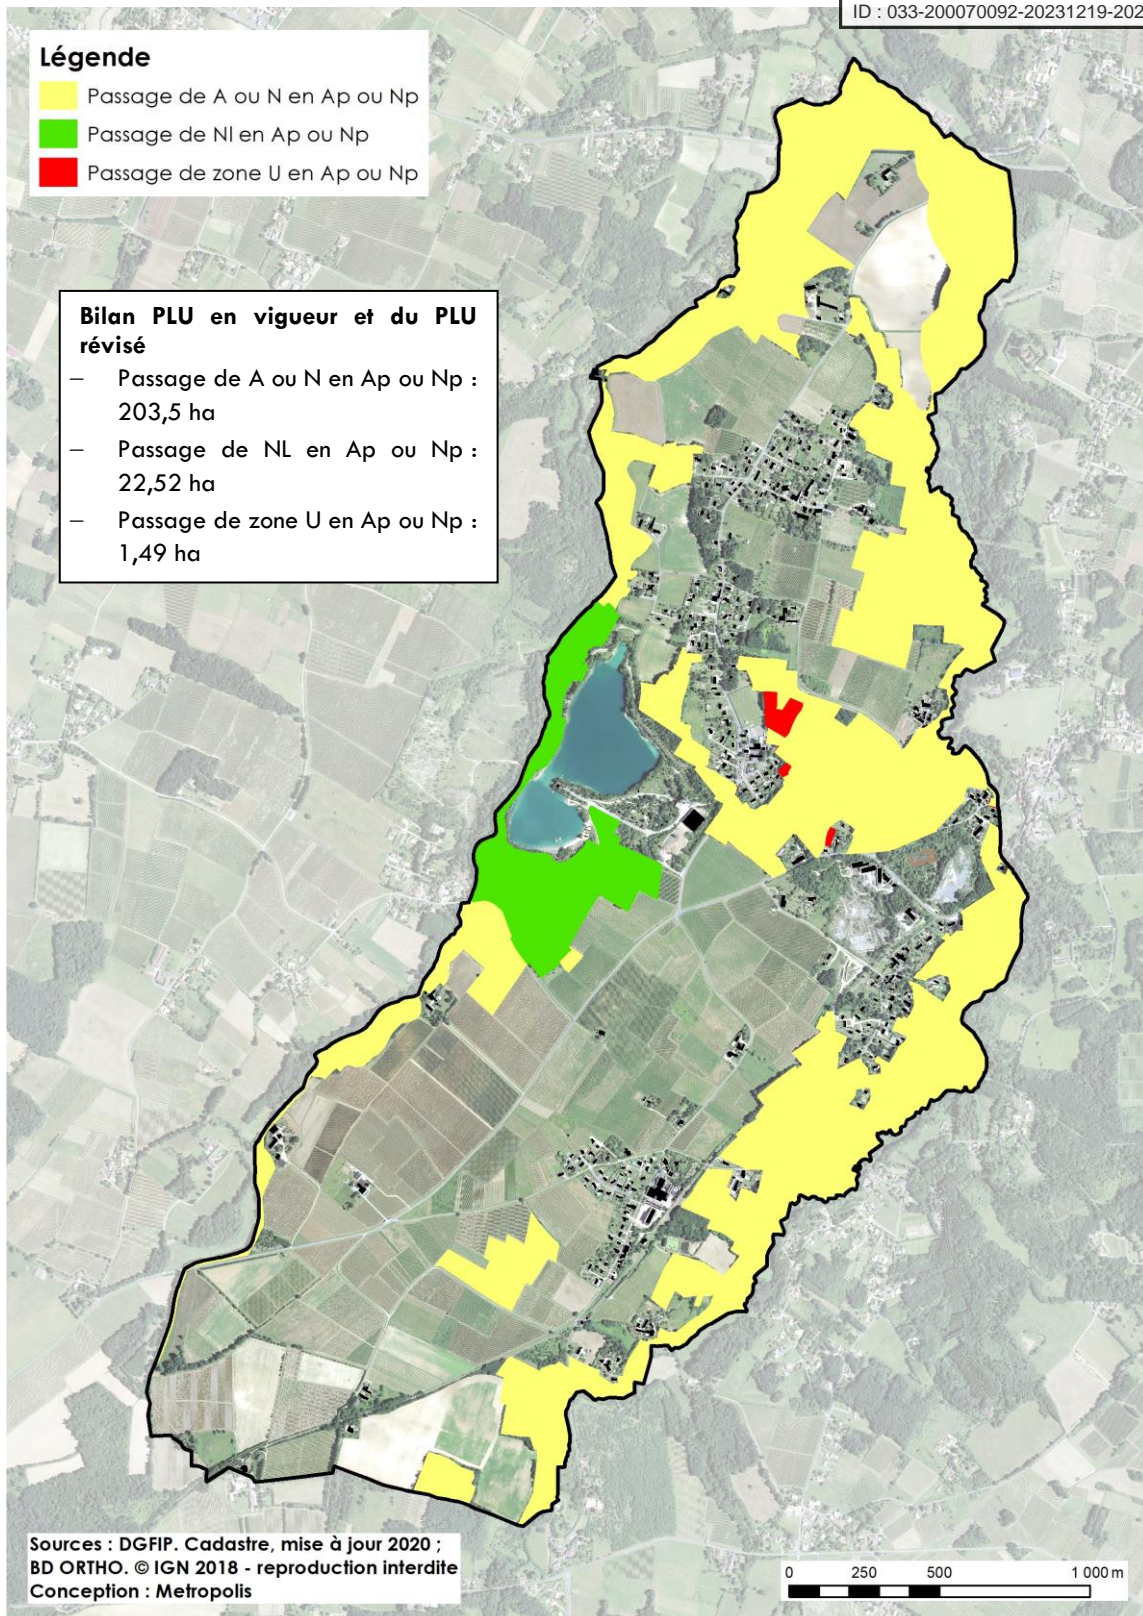 ID : 033-200070092-20231219-202
Légende
Passage de A ou N en Ap ou Np
Passage de Nl en Ap ou Np
Passage de zone U en Ap ou Np
Bilan PLU en vigueur et du PLU
révisé
– Passage de A ou N en Ap ou Np :
203,5 ha
– Passage de NL en Ap ou Np :
22,52 ha
– Passage de zone U en Ap ou Np :
1,49 ha
Sources : DGFIP. Cadastre, mise à jour 2020 ;
BD ORTHO. © IGN 2018 - reproduction interdite
Conception : Metropolis
0 250 500 1 000 m